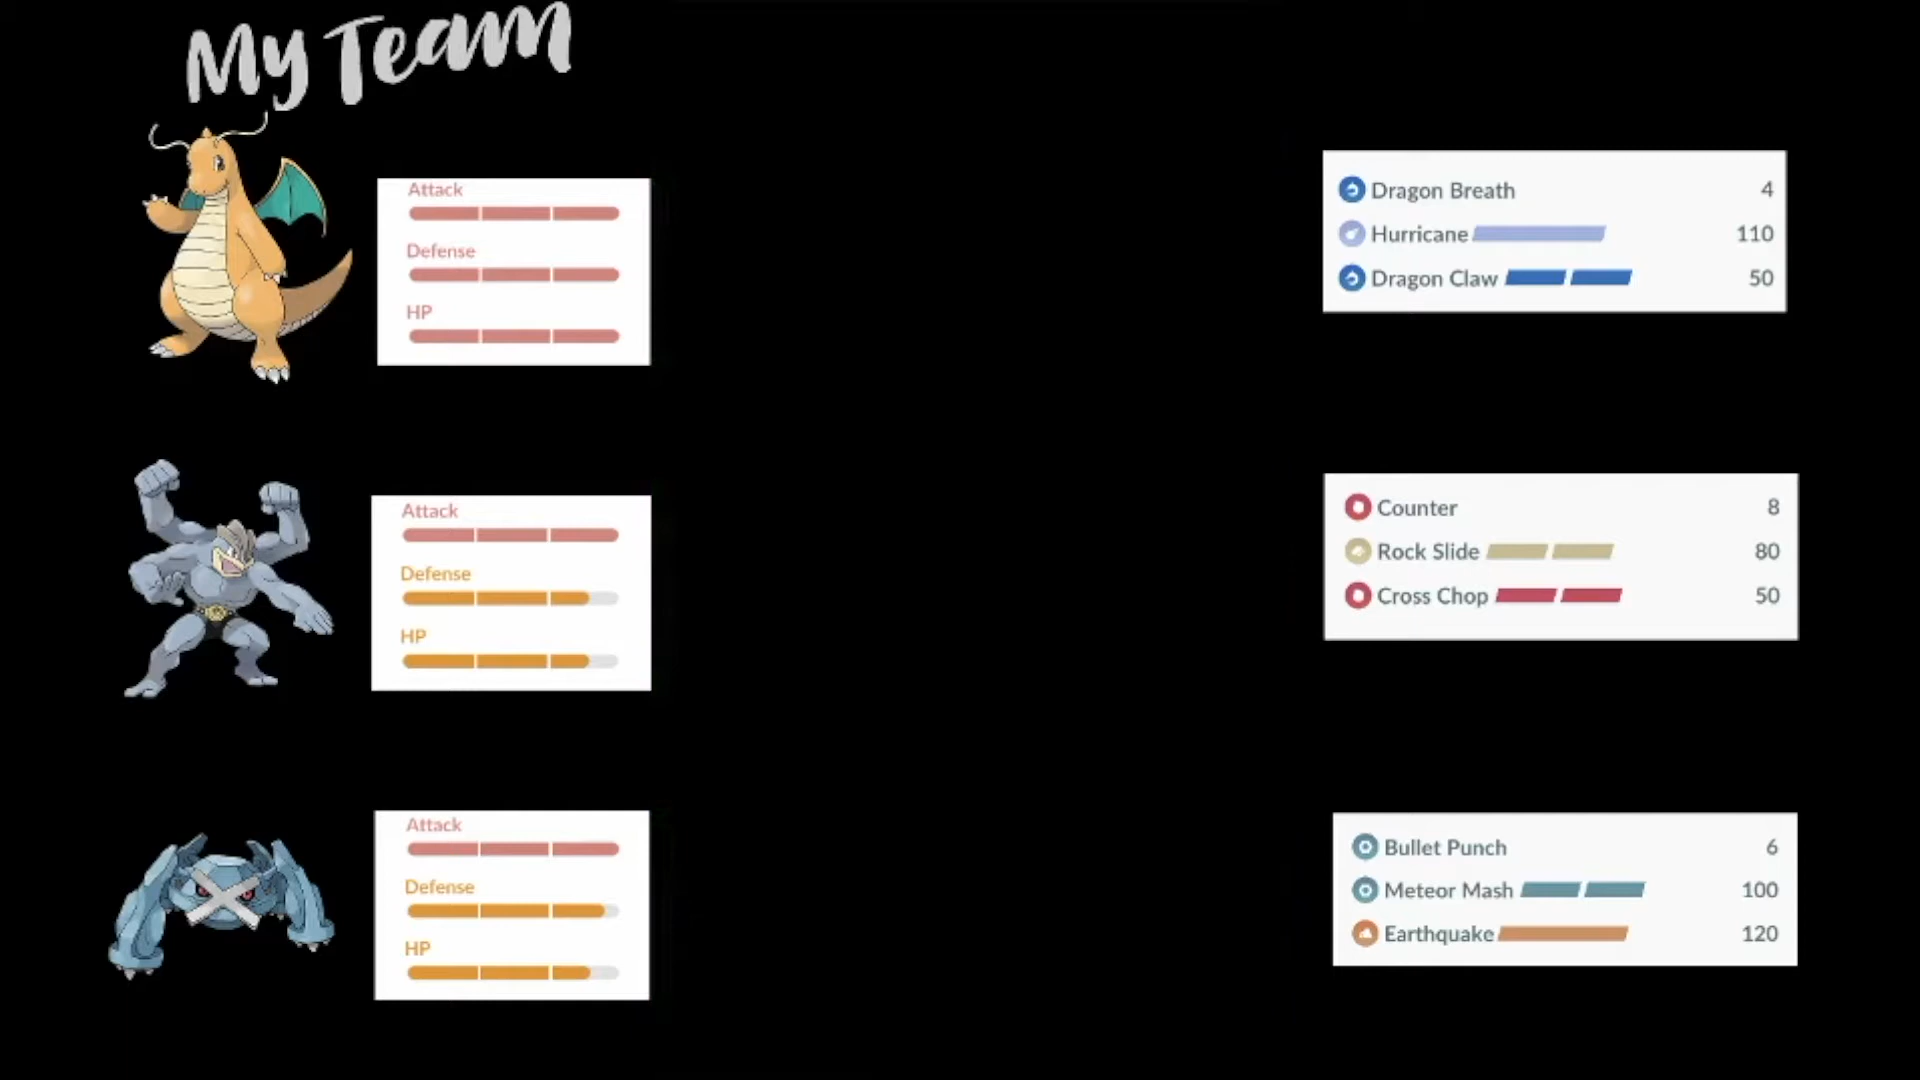 My Team
Attack
Defense
HP
Dragon Breath 4
Hurricane 110
Dragon Claw 50
Attack
Defense
HP
Counter 8
Rock Slide 80
Cross Chop 50
Attack
Defense
HP
Bullet Punch 6
Meteor Mash 100
Earthquake 120